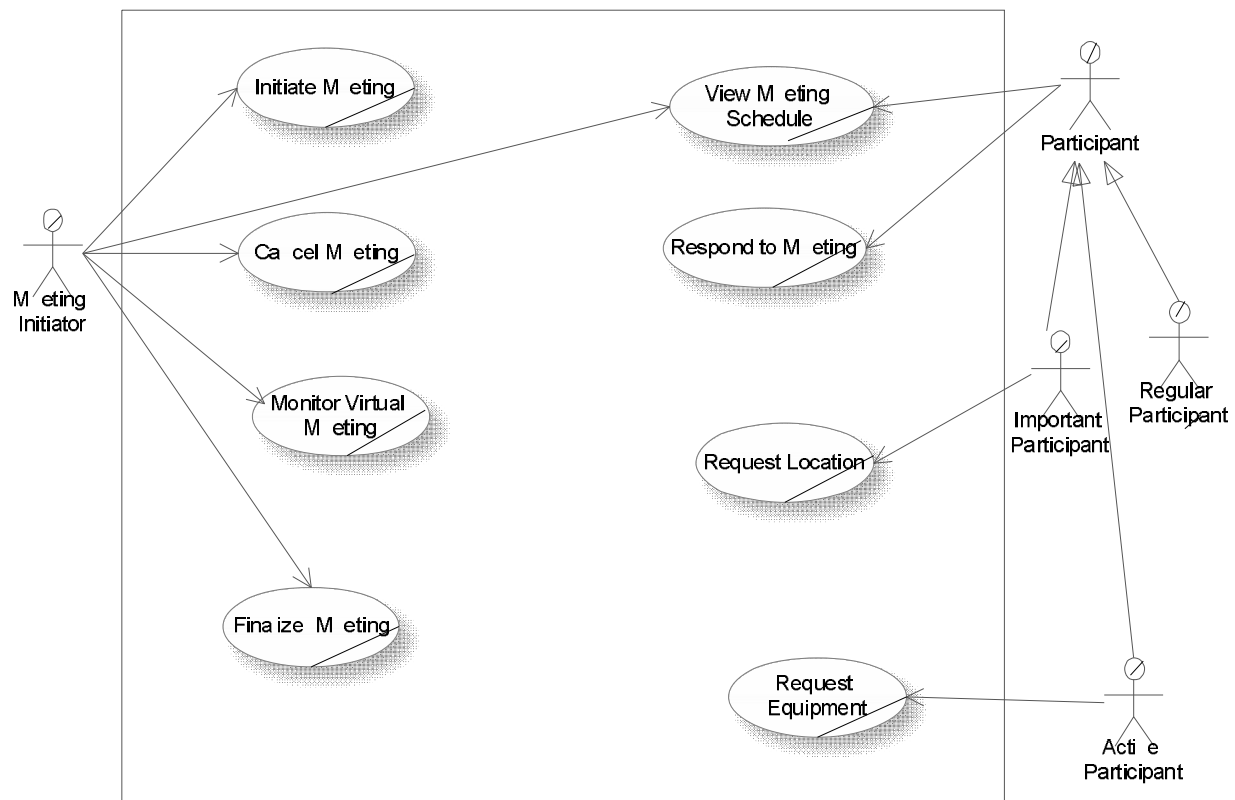 Initiate M eting
View M eting
Schedule
Participant
M eting
Initiator
Ca cel M eting
Respond to M eting
Monitor Virtual
M eting
Regular
Participant
Important
Participant
Request Location
Fina ize M eting
Request
Equipment
Acti e
Participant